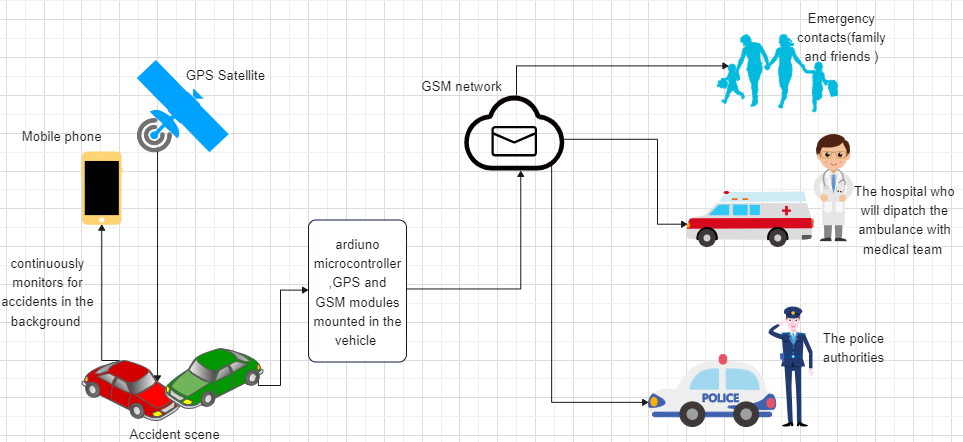 Emergency
contacts(family
and friends )
GPS Satellite
GSM network
Mobile phone
The hospital who
will dipatch the
ambulance with
medical team
ardiuno
microcontroller
,GPS and
GSM modules
mounted in the
vehicle
continuously
monitors for
accidents in the
background
The police
authorities
POLICE
Accident scene